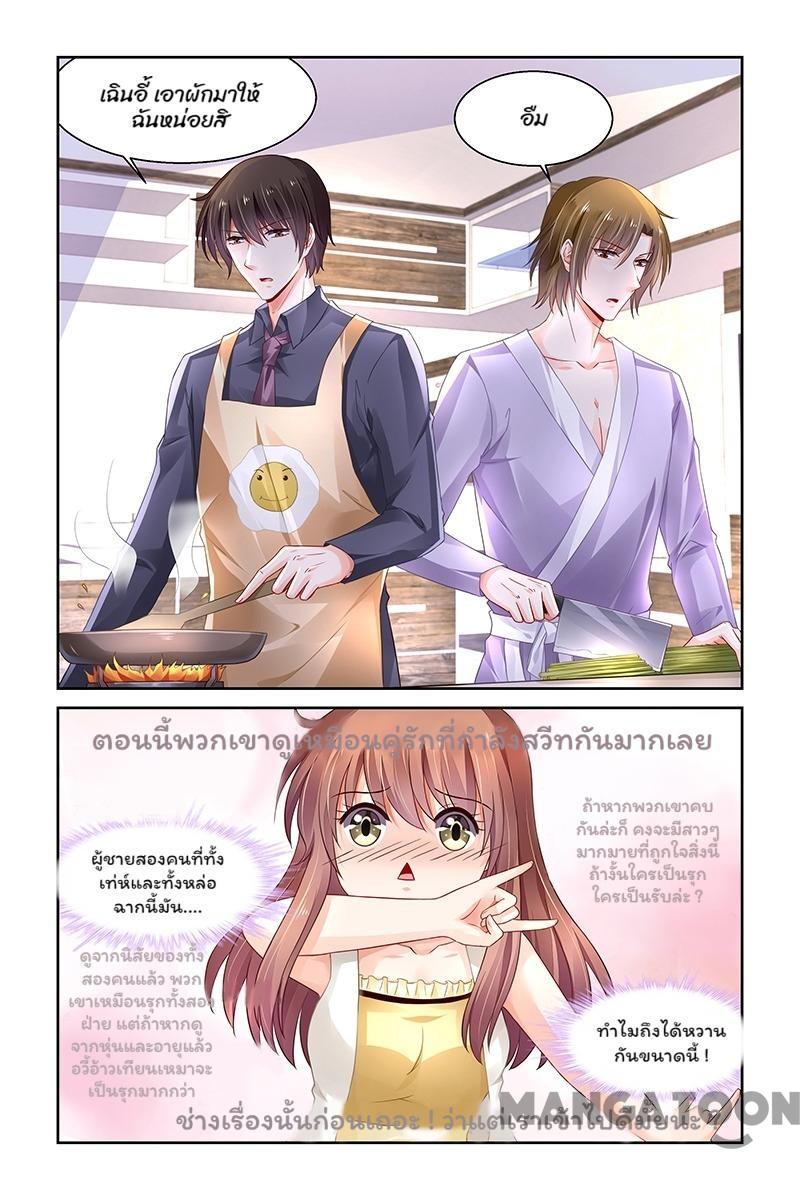 เฉินอี้ เอาผักมาให้
ฉันหน่อยสิ
อืม
ตอนนี้พวกเขาดูเหมือนคู่รักที่กำลังสวีทกันมากเลย
ถ้าหากพวกเขาคบ
กันล่ะก็ คงจะมีสาวๆ
มากมายที่ถูกใจสิ่งนี้
ถ้างั้นใครเป็นรุก
ใครเป็นรับล่ะ ?
ผู้ชายสองคนที่ทั้ง
เท่ห์และทั้งหล่อ
ฉากนี้มัน....
ดูจากนิสัยของทั้ง
สองคนแล้ว พวก
เขาเหมือนรุกทั้งสอง
ฝ่าย แต่ถ้าหากดู
จากหุ่นและอายุแล้ว
อวี้อ้าวเทียนเหมาะจะ
เป็นรุกมากกว่า
ทำไมถึงได้หวาน
กันขนาดนี้ !
MANGATOON
ช่างเรื่องนั้นก่อนเถอะ ! ว่าแต่เราเข้าไปดีมั้ยนะ ?